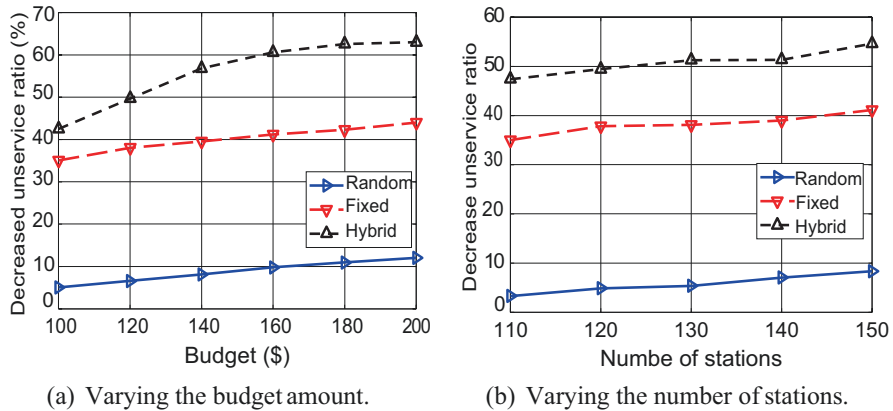 Decreased unservice ratio (%)
70
60
50
40
30
20
10
0
100 120 140 160 180 200
Budget ($)
Random
Fixed
Hybrid
(a) Varying the budget amount.
Decrease unservice ratio
60
50
40
30
20
10
0
110 120 130 140 150
Numbe of stations
Random
Fixed
Hybrid
(b) Varying the number of stations.